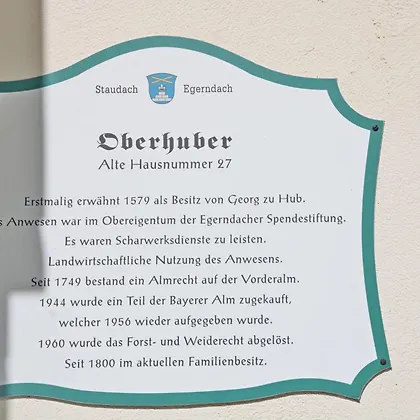 Staudach Egerndach
Oberhuber
Alte Hausnummer 27
Erstmalig erwähnt 1579 als Besitz von Georg zu Hub.
Anwesen war im Obereigentum der Egerndacher Spendestiftung.
Es waren Scharwerksdienste zu leisten.
Landwirtschaftliche Nutzung des Anwesens.
Seit 1749 bestand ein Almrecht auf der Vorderalm.
1944 wurde ein Teil der Bayerer Alm zugekauft,
welcher 1956 wieder aufgegeben wurde.
1960 wurde das Forst- und Weiderecht abgelöst.
Seit 1800 im aktuellen Familienbesitz.